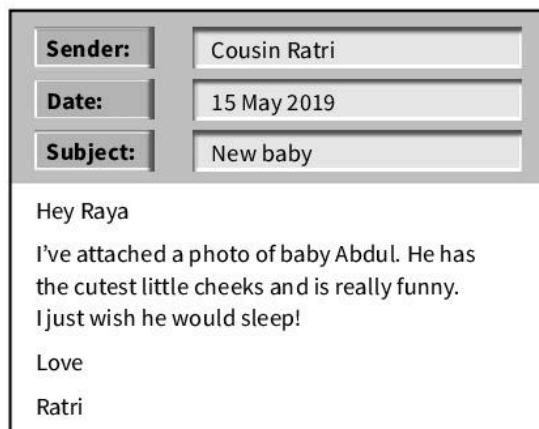 Sender: Cousin Ratri
Date: 15 May 2019
Subject: New baby
Hey Raya
I've attached a photo of baby Abdul. He has
the cutest little cheeks and is really funny.
I just wish he would sleep!
Love
Ratri